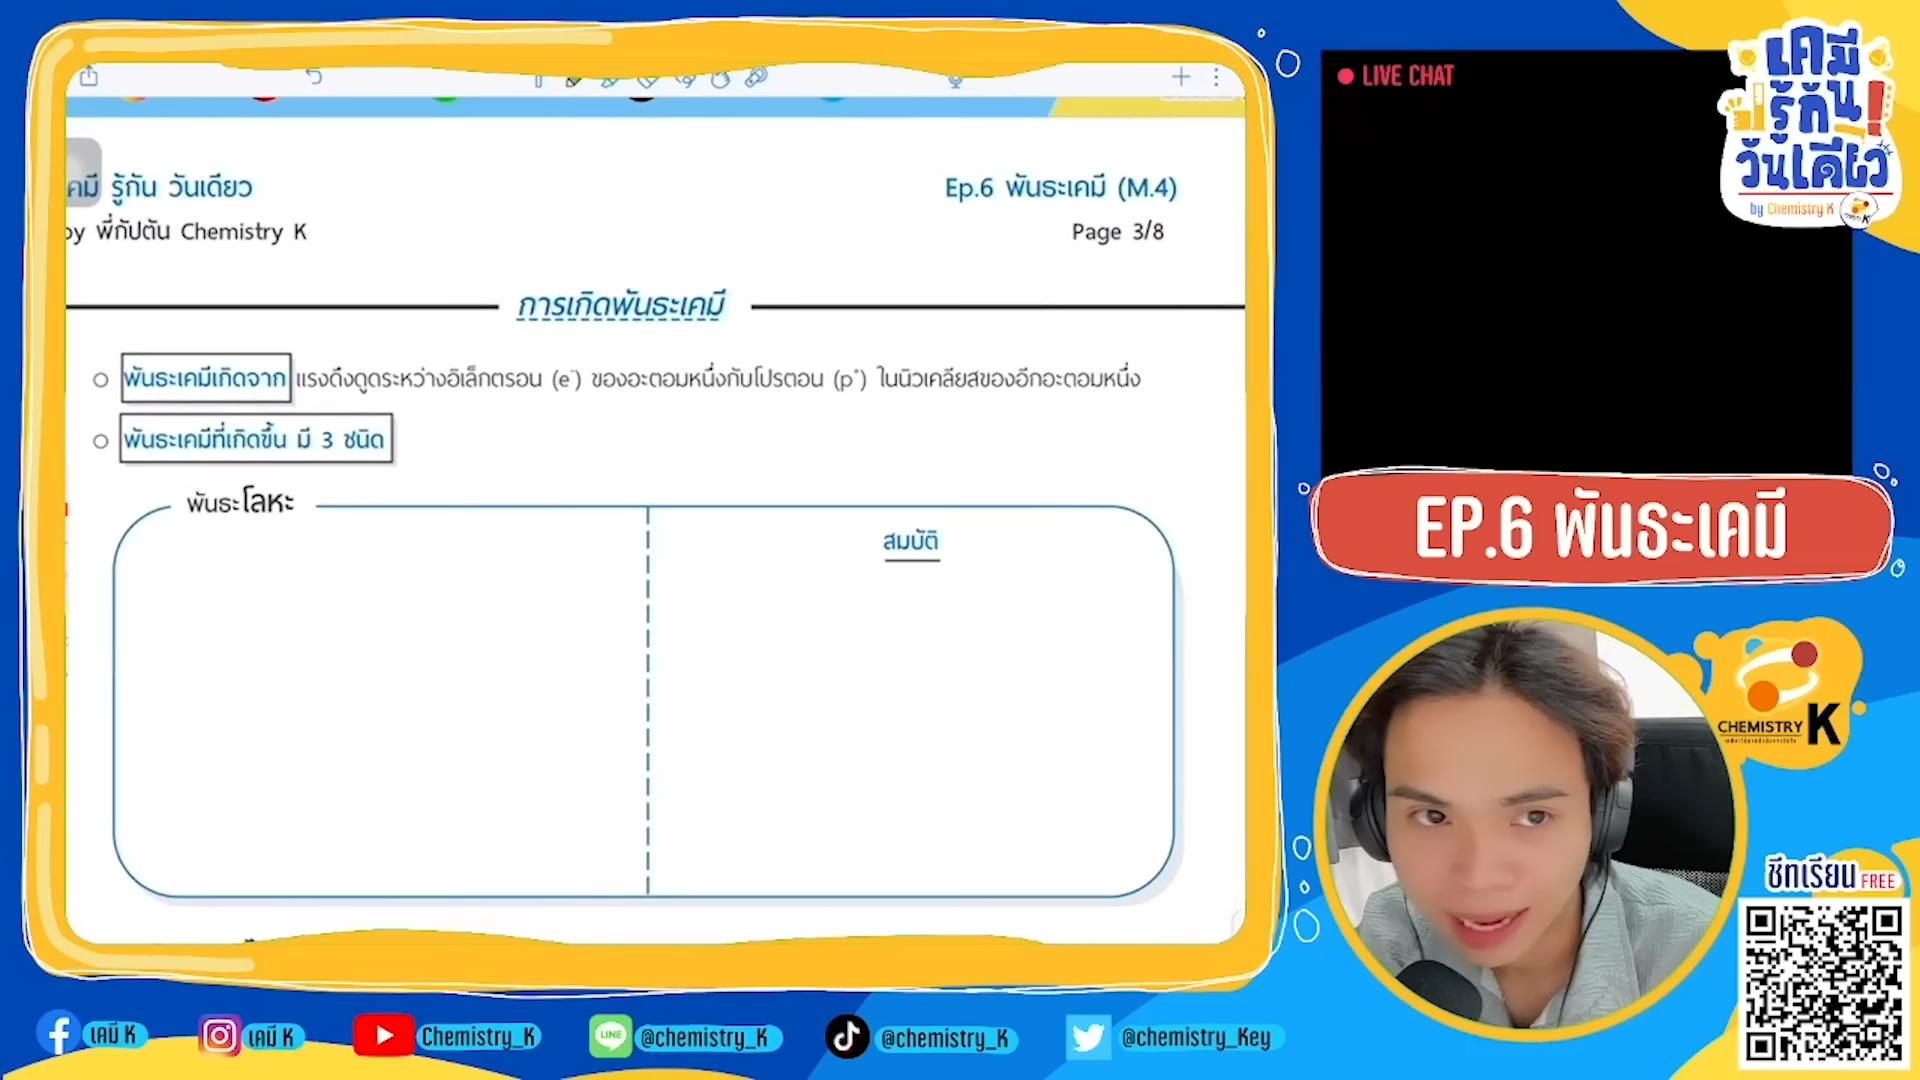 คมี รู้กัน วันเดียว
Ep.6 พันธะเคมี (M.4)
by พี่กัปตัน Chemistry K
Page 3/8
การเกิดพันธะเคมี
พันธะเคมีเกิดจาก แรงดึงดูดระหว่างอิเล็กตรอน (e⁻) ของอะตอมหนึ่งกับโปรตอน (p⁺) ในนิวเคลียสของอีกอะตอมหนึ่ง
พันธะเคมีที่เกิดขึ้น มี 3 ชนิด
พันธะโลหะ
สมบัติ
LIVE CHAT
เคมี
รู้กัน!
วันเดียว
by Chemistry K
EP.6 พันธะเคมี
CHEMISTRY K
ชีทเรียน FREE
เคมี K
เคมี K
Chemistry_K
LINE
@chemistry_K
@chemistry_K
@chemistry_Key